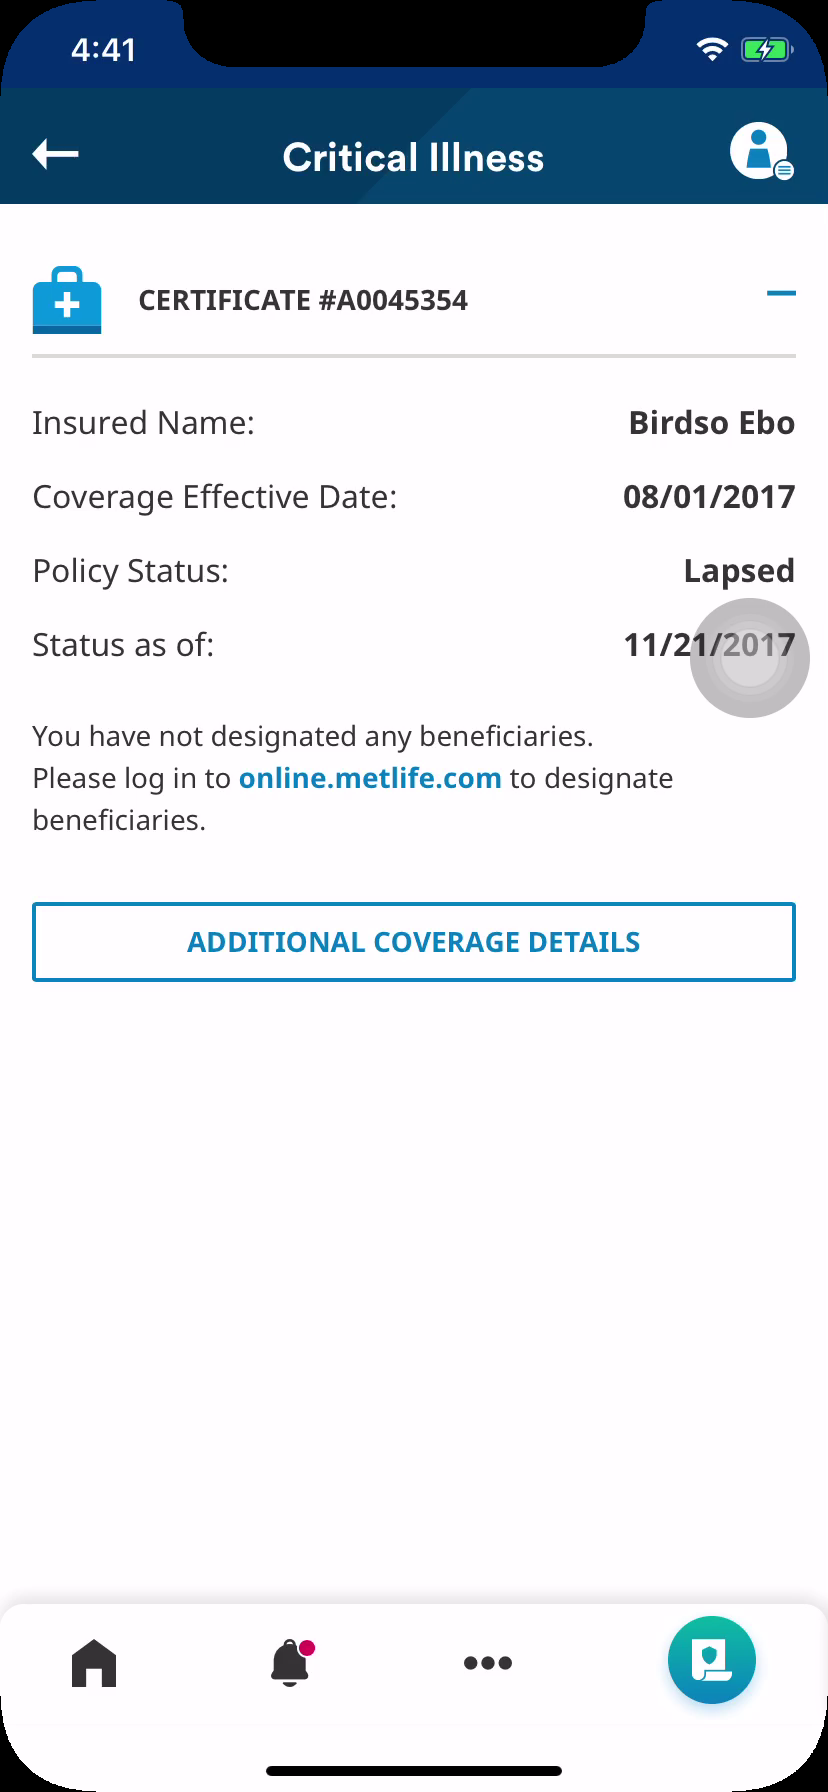 4:41
Critical Illness
CERTIFICATE #A0045354
Insured Name: Birdso Ebo
Coverage Effective Date: 08/01/2017
Policy Status: Lapsed
Status as of: 11/21/2017
You have not designated any beneficiaries.
Please log in to online.metlife.com to designate
beneficiaries.
ADDITIONAL COVERAGE DETAILS